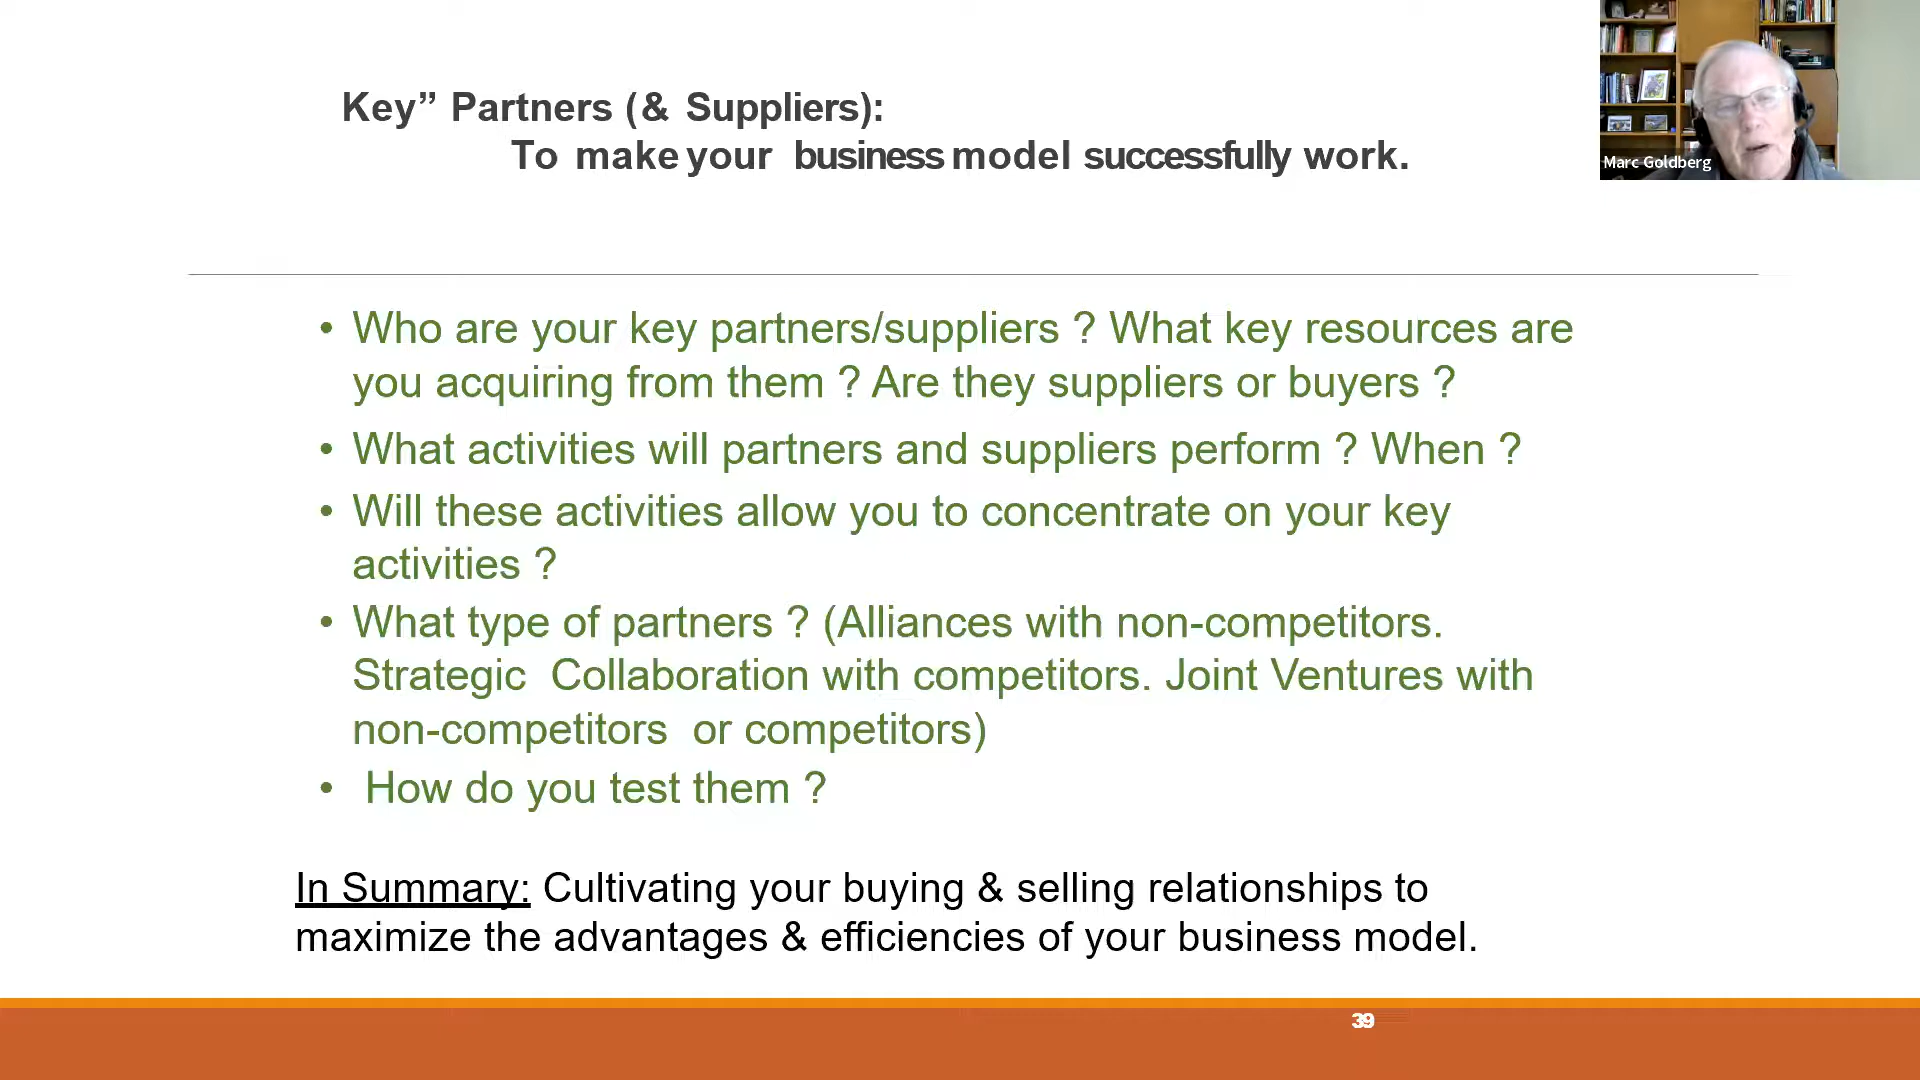 Key” Partners (& Suppliers):
To make your business model successfully work.
Marc Goldberg
• Who are your key partners/suppliers ? What key resources are
you acquiring from them ? Are they suppliers or buyers ?
• What activities will partners and suppliers perform ? When ?
• Will these activities allow you to concentrate on your key
activities ?
• What type of partners ? (Alliances with non-competitors.
Strategic Collaboration with competitors. Joint Ventures with
non-competitors or competitors)
• How do you test them ?
In Summary: Cultivating your buying & selling relationships to
maximize the advantages & efficiencies of your business model.
39